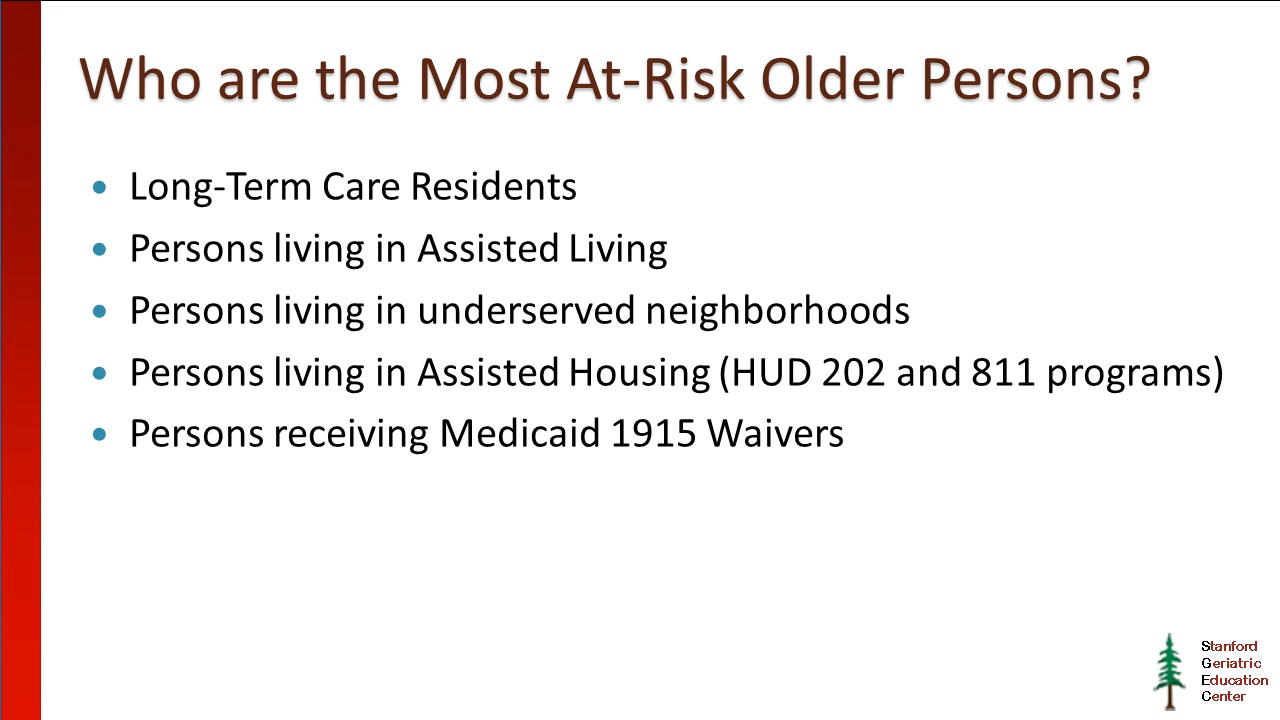 Who are the Most At-Risk Older Persons?
• Long-Term Care Residents
• Persons living in Assisted Living
• Persons living in underserved neighborhoods
• Persons living in Assisted Housing (HUD 202 and 811 programs)
• Persons receiving Medicaid 1915 Waivers
Stanford
Geriatric
Education
Center